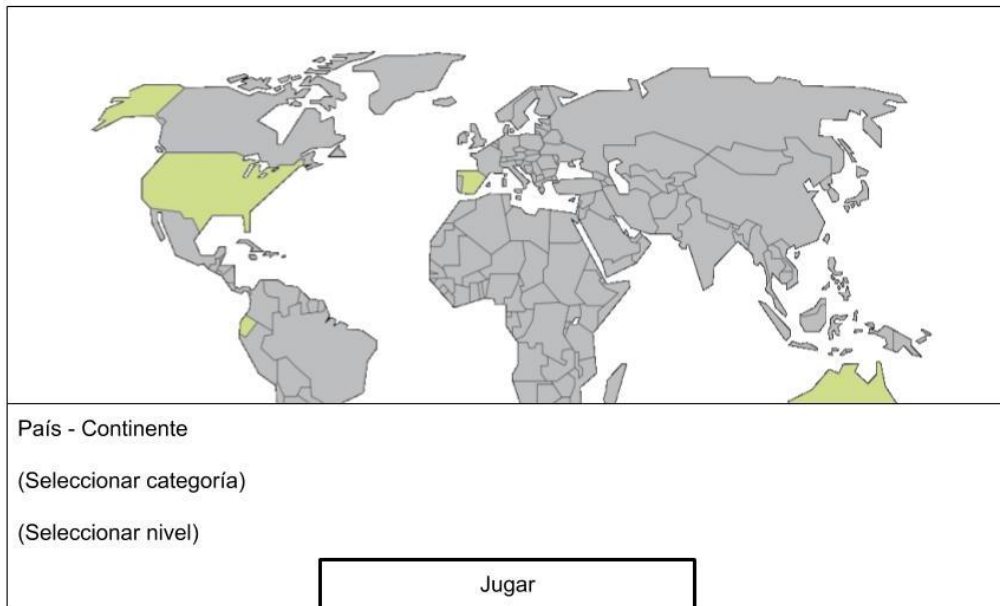 País - Continente
(Seleccionar categoría)
(Seleccionar nivel)
Jugar